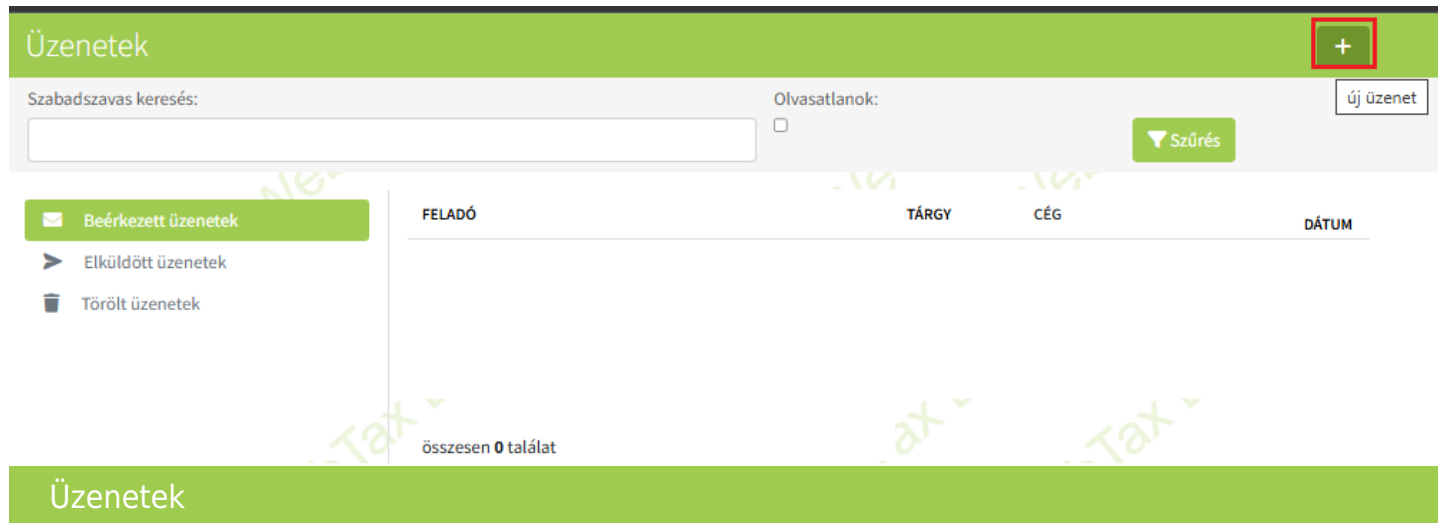 Üzenetek
+
Szabadszavas keresés:
Olvasatlanok:
új üzenet
Szűrés
Beérkezett üzenetek
Elküldött üzenetek
Törölt üzenetek
FELADÓ TÁRGY CÉG DÁTUM
összesen 0 találat
Üzenetek